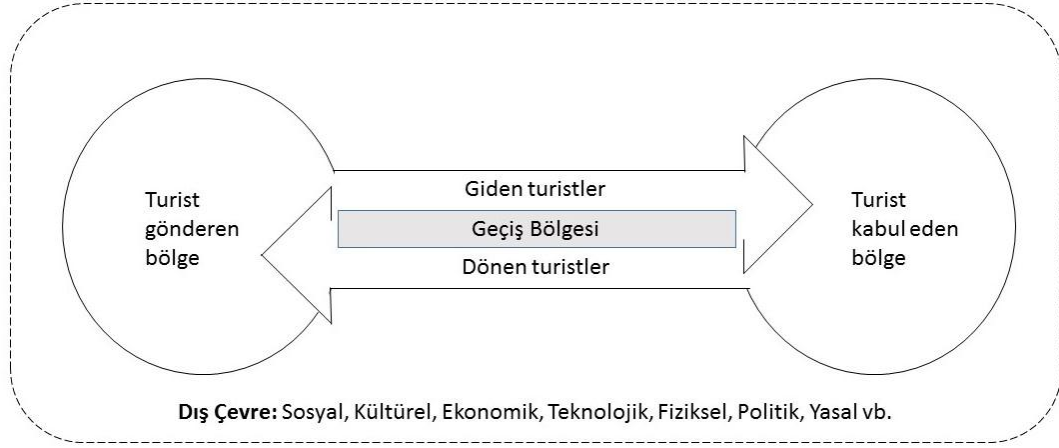 Giden turistler
Turist
gönderen
bölge
Geçiş Bölgesi
Turist
kabul eden
bölge
Dönen turistler
Dış Çevre: Sosyal, Kültürel, Ekonomik, Teknolojik, Fiziksel, Politik, Yasal vb.